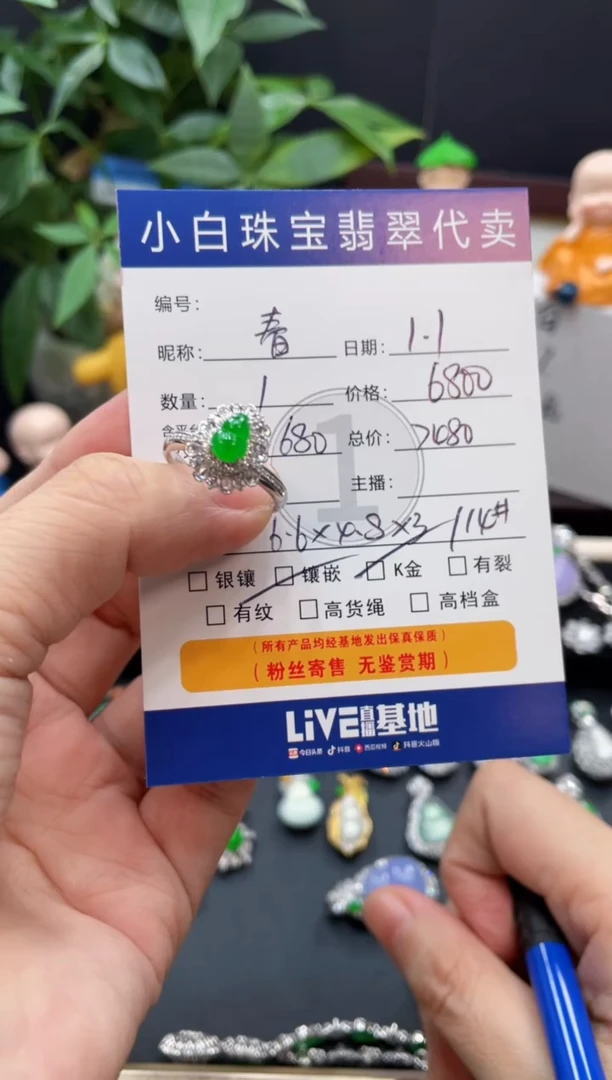 小白珠宝翡翠代卖
编号:
昵称: 春 日期: 1.1
数量: 1 价格: 6800
680 总价: 7480
主播:
6.6×4.8×3 114#
□ 银镶 □ 镶嵌 □ K金 □ 有裂
□ 有纹 □ 高货绳 □ 高档盒
(所有产品均经基地发出保真保质)
(粉丝寄售 无鉴赏期)
LiVE直播基地
今日头条 抖音 西瓜视频 抖音火山版